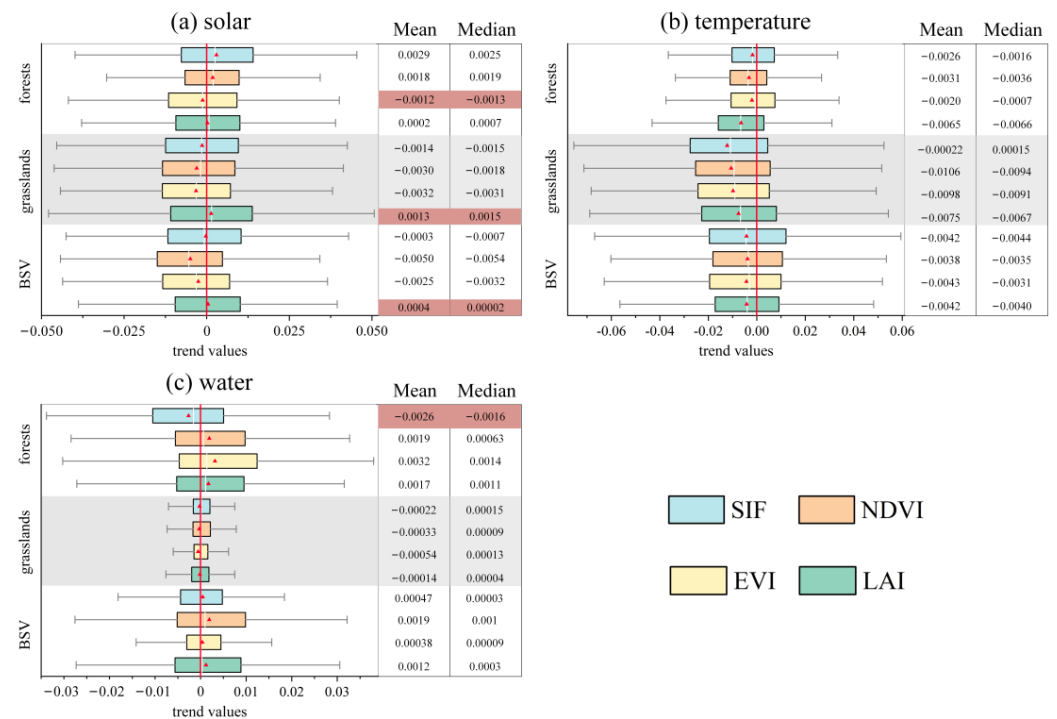 (a) solar
Mean Median
forests
0.0029 0.0025
0.0018 0.0019
−0.0012 −0.0013
0.0002 0.0007
grasslands
−0.0014 −0.0015
−0.0030 −0.0018
−0.0032 −0.0031
0.0013 0.0015
BSV
−0.0003 −0.0007
−0.0050 −0.0054
−0.0025 −0.0032
0.0004 0.00002
−0.050 −0.025 0 0.025 0.050
trend values
(b) temperature
Mean Median
forests
−0.0026 −0.0016
−0.0031 −0.0036
−0.0020 −0.0007
−0.0065 −0.0066
grasslands
−0.00022 0.00015
−0.0106 −0.0094
−0.0098 −0.0091
−0.0075 −0.0067
BSV
−0.0042 −0.0044
−0.0038 −0.0035
−0.0043 −0.0031
−0.0042 −0.0040
−0.06 −0.04 −0.02 0.00 0.02 0.04 0.06
trend values
(c) water
Mean Median
forests
−0.0026 −0.0016
0.0019 0.00063
0.0032 0.0014
0.0017 0.0011
grasslands
−0.00022 0.00015
−0.00033 0.00009
−0.00054 0.00013
−0.00014 0.00004
BSV
0.00047 0.00003
0.0019 0.001
0.00038 0.00009
0.0012 0.0003
−0.03 −0.02 −0.01 0 0.01 0.02 0.03
trend values
SIF NDVI
EVI LAI